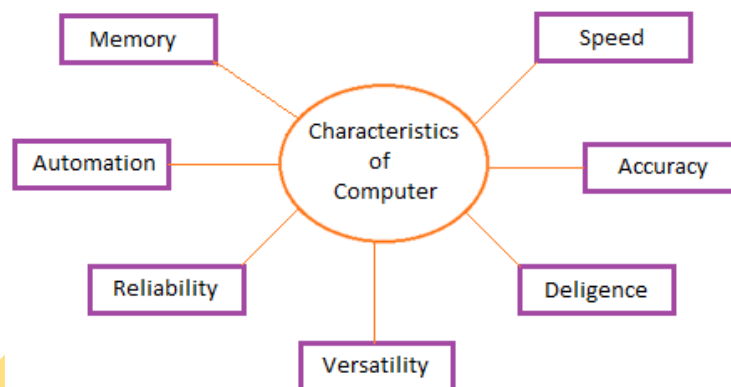 Memory
Speed
Characteristics
of
Computer
Automation
Accuracy
Reliability
Deligence
Versatility